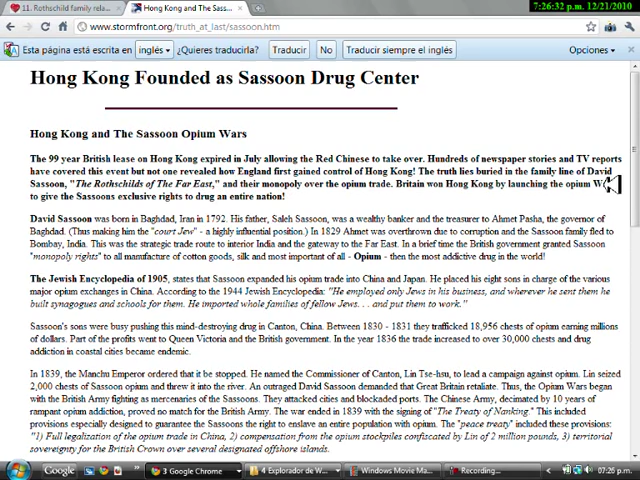 11. Rothschild family rela...
Hong Kong and The Sassoo...
7:26:32 p.m. 12/21/2010
www.stormfront.org/truth_at_last/sassoon.htm
Esta página está escrita en inglés ¿Quieres traducirla? Traducir No Traducir siempre el inglés Opciones
Hong Kong Founded as Sassoon Drug Center
Hong Kong and The Sassoon Opium Wars
The 99 year British lease on Hong Kong expired in July allowing the Red Chinese to take over. Hundreds of newspaper stories and TV reports
have covered this event but not one revealed how England first gained control of Hong Kong! The truth lies buried in the family line of David
Sassoon, "The Rothschilds of The Far East," and their monopoly over the opium trade. Britain won Hong Kong by launching the opium
to give the Sassoons exclusive rights to drug an entire nation!
David Sassoon was born in Baghdad, Iran in 1792. His father, Saleh Sassoon, was a wealthy banker and the treasurer to Ahmet Pasha, the governor of
Baghdad. (Thus making him the "court Jew" - a highly influential position.) In 1829 Ahmet was overthrown due to corruption and the Sassoon family fled to
Bombay, India. This was the strategic trade route to interior India and the gateway to the Far East. In a brief time the British government granted Sassoon
"monopoly rights" to all manufacture of cotton goods, silk and most important of all - Opium - then the most addictive drug in the world!
The Jewish Encyclopedia of 1905, states that Sassoon expanded his opium trade into China and Japan. He placed his eight sons in charge of the various
major opium exchanges in China. According to the 1944 Jewish Encyclopedia: "He employed only Jews in his business, and wherever he sent them he
built synagogues and schools for them. He imported whole families of fellow Jews. . . and put them to work."
Sassoon's sons were busy pushing this mind-destroying drug in Canton, China. Between 1830 - 1831 they trafficked 18,956 chests of opium earning millions
of dollars. Part of the profits went to Queen Victoria and the British government. In the year 1836 the trade increased to over 30,000 chests and drug
addiction in coastal cities became endemic.
In 1839, the Manchu Emperor ordered that it be stopped. He named the Commissioner of Canton, Lin Tse-hsu, to lead a campaign against opium. Lin seized
2,000 chests of Sassoon opium and threw it into the river. An outraged David Sassoon demanded that Great Britain retaliate. Thus, the Opium Wars began
with the British Army fighting as mercenaries of the Sassoons. They attacked cities and blockaded ports. The Chinese Army, decimated by 10 years of
rampant opium addiction, proved no match for the British Army. The war ended in 1839 with the signing of "The Treaty of Nanking." This included
provisions especially designed to guarantee the Sassoons the right to enslave an entire population with opium. The "peace treaty" included these provisions:
"1) Full legalization of the opium trade in China, 2) compensation from the opium stockpiles confiscated by Lin of 2 million pounds, 3) territorial
sovereignty for the British Crown over several designated offshore islands.
Start Google 3 Google Chrome 4 Explorador de W... Windows Movie Ma... Recording... 07:26 p.m.